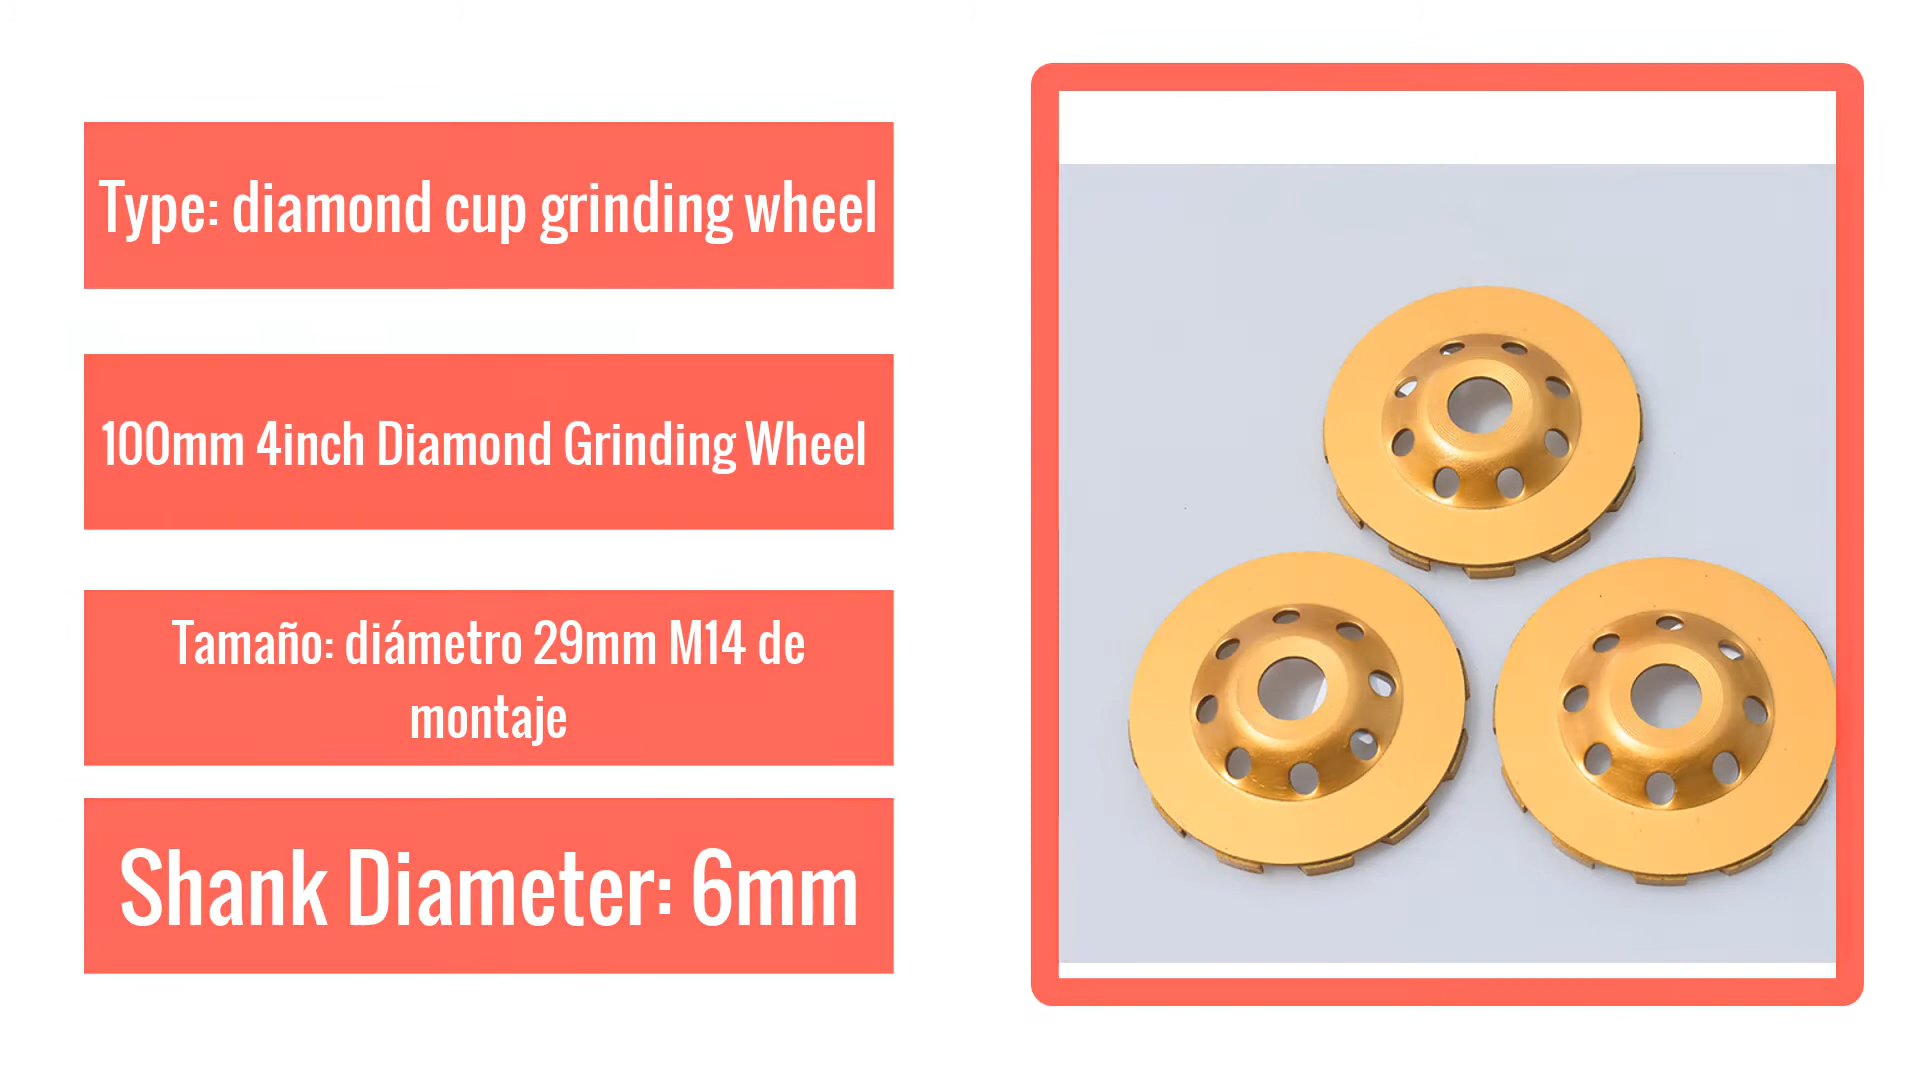 Type: diamond cup grinding wheel
100mm 4inch Diamond Grinding Wheel
Tamaño: diámetro 29mm M14 de
montaje
Shank Diameter: 6mm